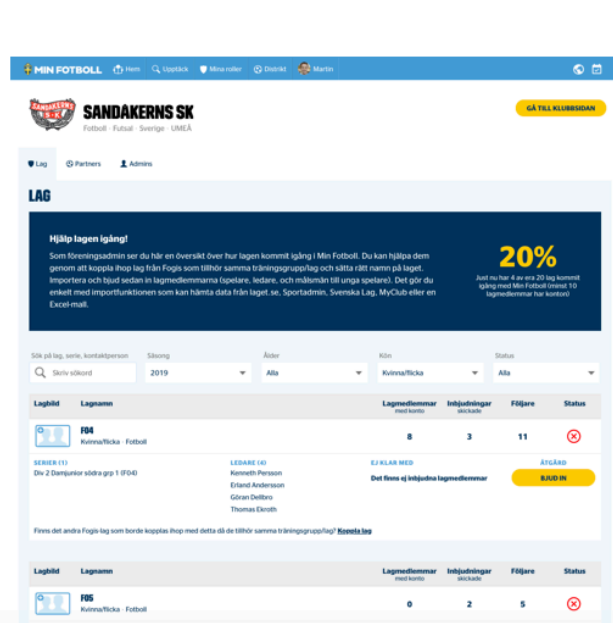 MIN FOTBOLL Hem Upptäck Mina roller Distrikt Martin
SANDÅKERNS
S·K
SANDÅKERNS SK
Fotboll · Futsal · Sverige · UMEÅ
GÅ TILL KLUBBSIDAN
Lag Partners Admins
LAG
Hjälp lagen igång!
Som föreningsadmin ser du här en översikt över hur lagen kommit igång i Min Fotboll. Du kan hjälpa dem
genom att koppla ihop lag från Fogis som tillhör samma träningsgrupp/lag och sätta rätt namn på laget.
Importera och bjud sedan in lagmedlemmarna (spelare, ledare, och målsmän till unga spelare). Det gör du
enkelt med importfunktionen som kan hämta data från laget.se, Sportadmin, Svenska Lag, MyClub eller en
Excel-mall.
20%
Just nu har 4 av era 20 lag kommit
igång med Min Fotboll (minst 10
lagmedlemmar har konton)
Sök på lag, serie, kontaktperson Säsong Ålder Kön Status
Skriv sökord 2019 Alla Kvinna/flicka Alla
Lagbild Lagnamn Lagmedlemmar Inbjudningar Följare Status
med konto skickade
F04
Kvinna/flicka · Fotboll
8 3 11
SERIER (1) LEDARE (4) EJ KLAR MED ÅTGÄRD
Div 2 Damjunior södra grp 1 (F04) Kenneth Persson Det finns ej inbjudna lagmedlemmar BJUD IN
Erland Andersson
Göran Dellbro
Thomas Ekroth
Finns det andra Fogis-lag som borde kopplas ihop med detta då de tillhör samma träningsgrupp/lag? Koppla lag
Lagbild Lagnamn Lagmedlemmar Inbjudningar Följare Status
med konto skickade
F05
Kvinna/flicka · Fotboll
0 2 5